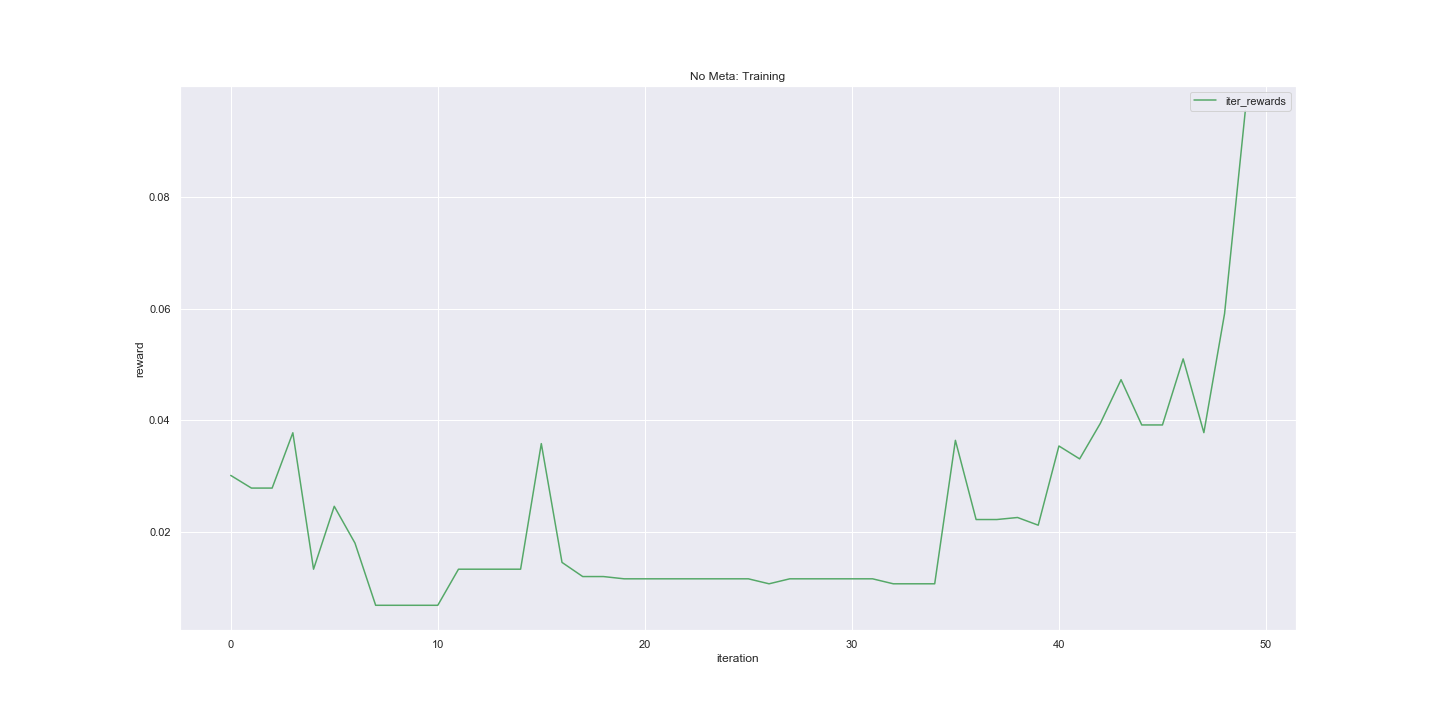 No Meta: Training
iter_rewards
0.08
0.06
reward
0.04
0.02
0 10 20 30 40 50
iteration